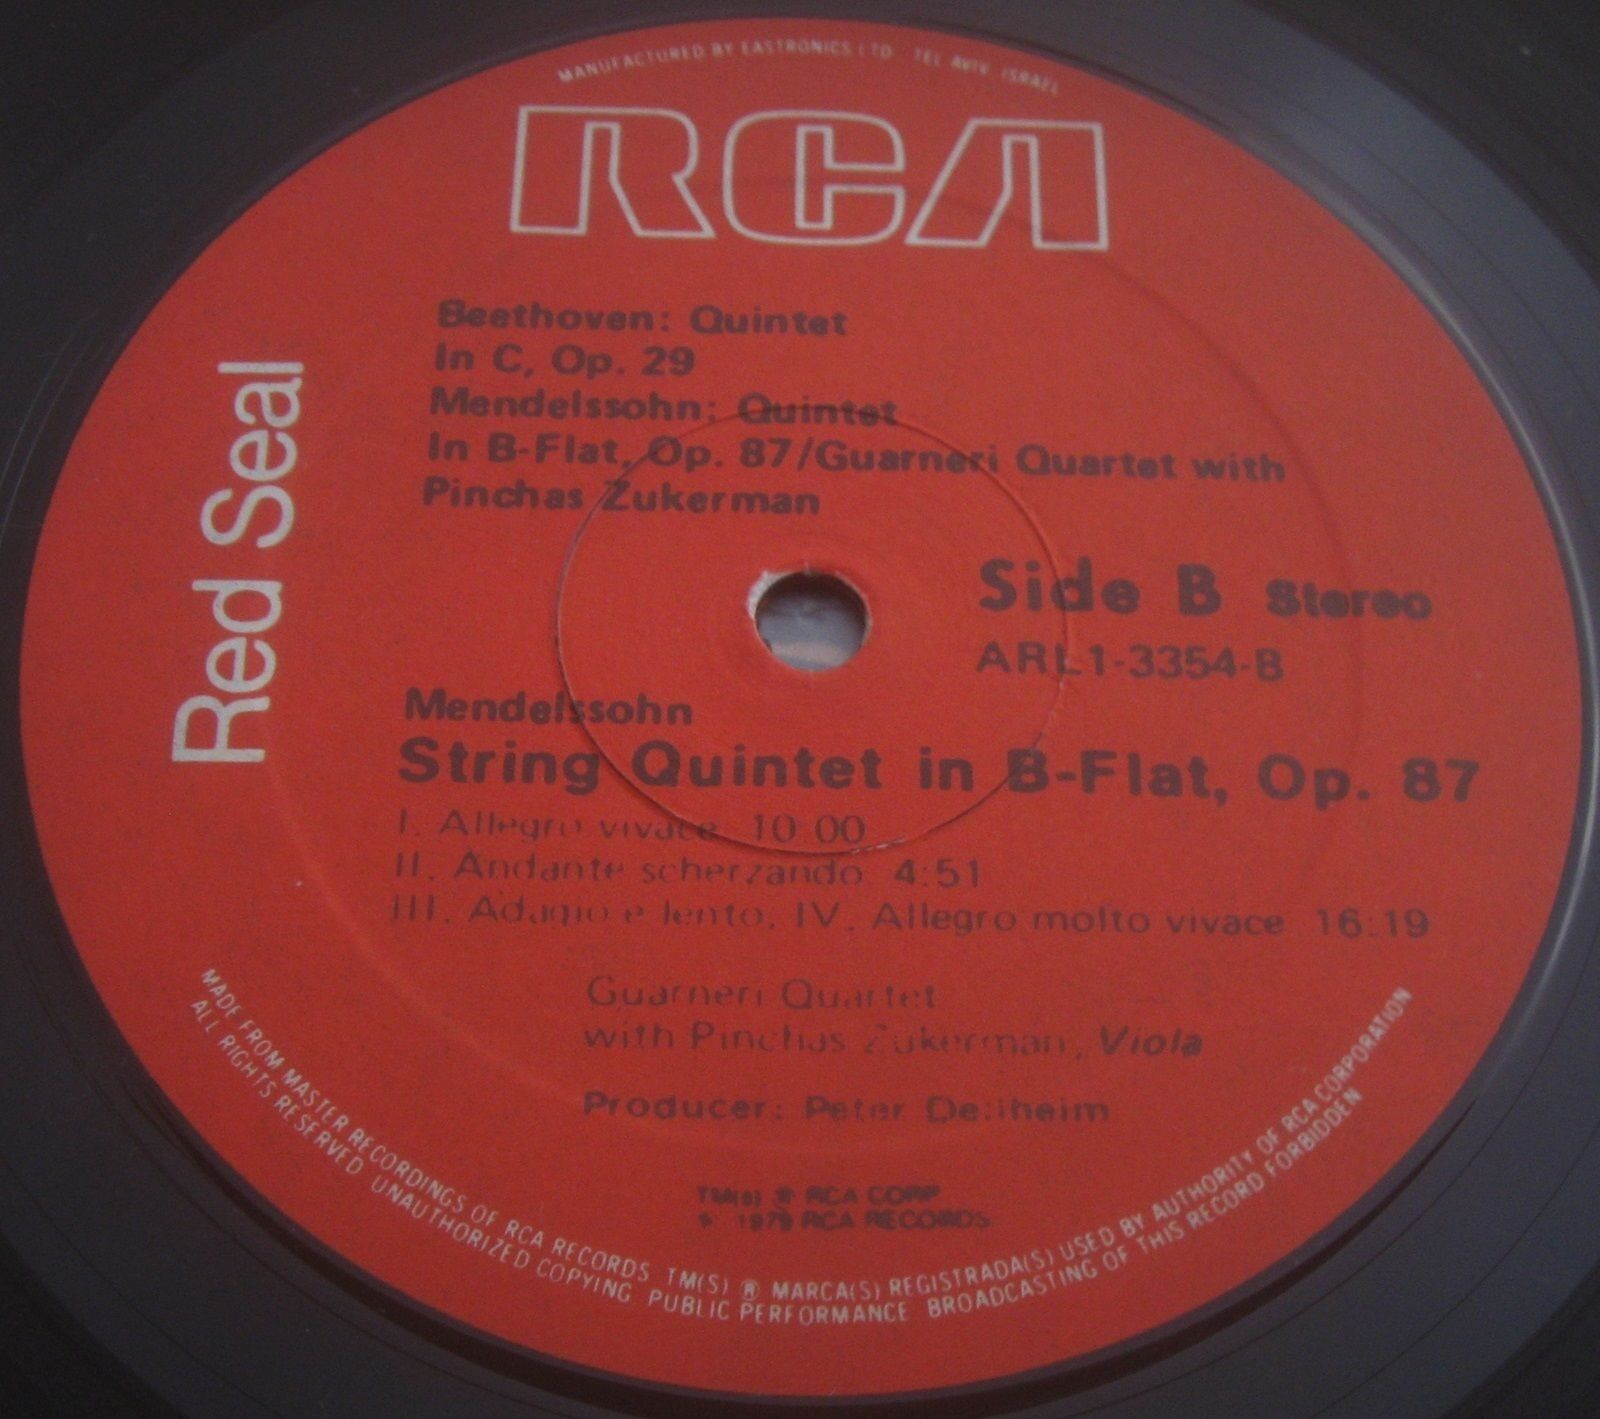 MANUFACTURED BY EASTRONICS LTD TEL AVIV, ISRAEL
RCA
Red Seal
Beethoven: Quintet
In C, Op. 29
Mendelssohn: Quintet
In B-Flat, Op. 87/Guarneri Quartet with
Pinchas Zukerman
Side B Stereo
ARL1-3354-B
Mendelssohn
String Quintet in B-Flat, Op. 87
I. Allegro vivace 10 00
II. Andante scherzando 4:51
III. Adagio e lento, IV. Allegro molto vivace 16:19
Guarneri Quartet
with Pinchas Zukerman, Viola
Producer: Peter Dellheim
TM(s) ® RCA CORP
1979 RCA RECORDS
MADE FROM MASTER RECORDINGS OF RCA RECORDS TM(S) ® MARCA(S) REGISTRADA(S) USED BY AUTHORITY OF RCA CORPORATION
ALL RIGHTS RESERVED UNAUTHORIZED COPYING PUBLIC PERFORMANCE BROADCASTING OF THIS RECORD FORBIDDEN